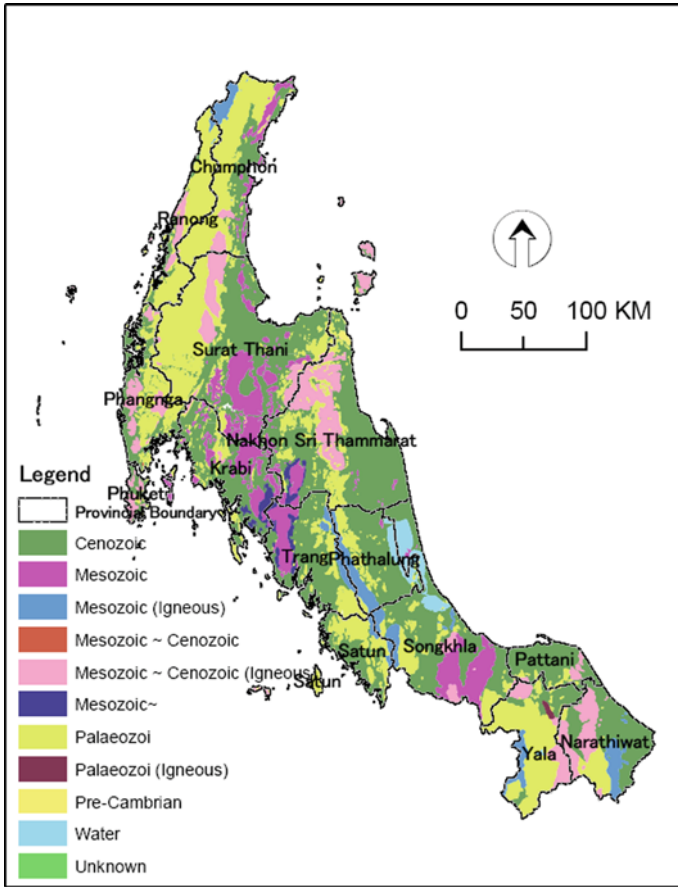 Chumphon
Ranong
0 50 100 KM
Surat Thani
Phangnga
Nakhon Sri Thammarat
Krabi
Legend
Phuket
Provincial Boundary
Cenozoic
Mesozoic
Trang
Phathalung
Mesozoic (Igneous)
Mesozoic ~ Cenozoic
Satun
Songkhla
Pattani
Mesozoic ~ Cenozoic (Igneous)
Satun
Mesozoic~
Palaeozoi
Narathiwat
Yala
Palaeozoi (Igneous)
Pre-Cambrian
Water
Unknown